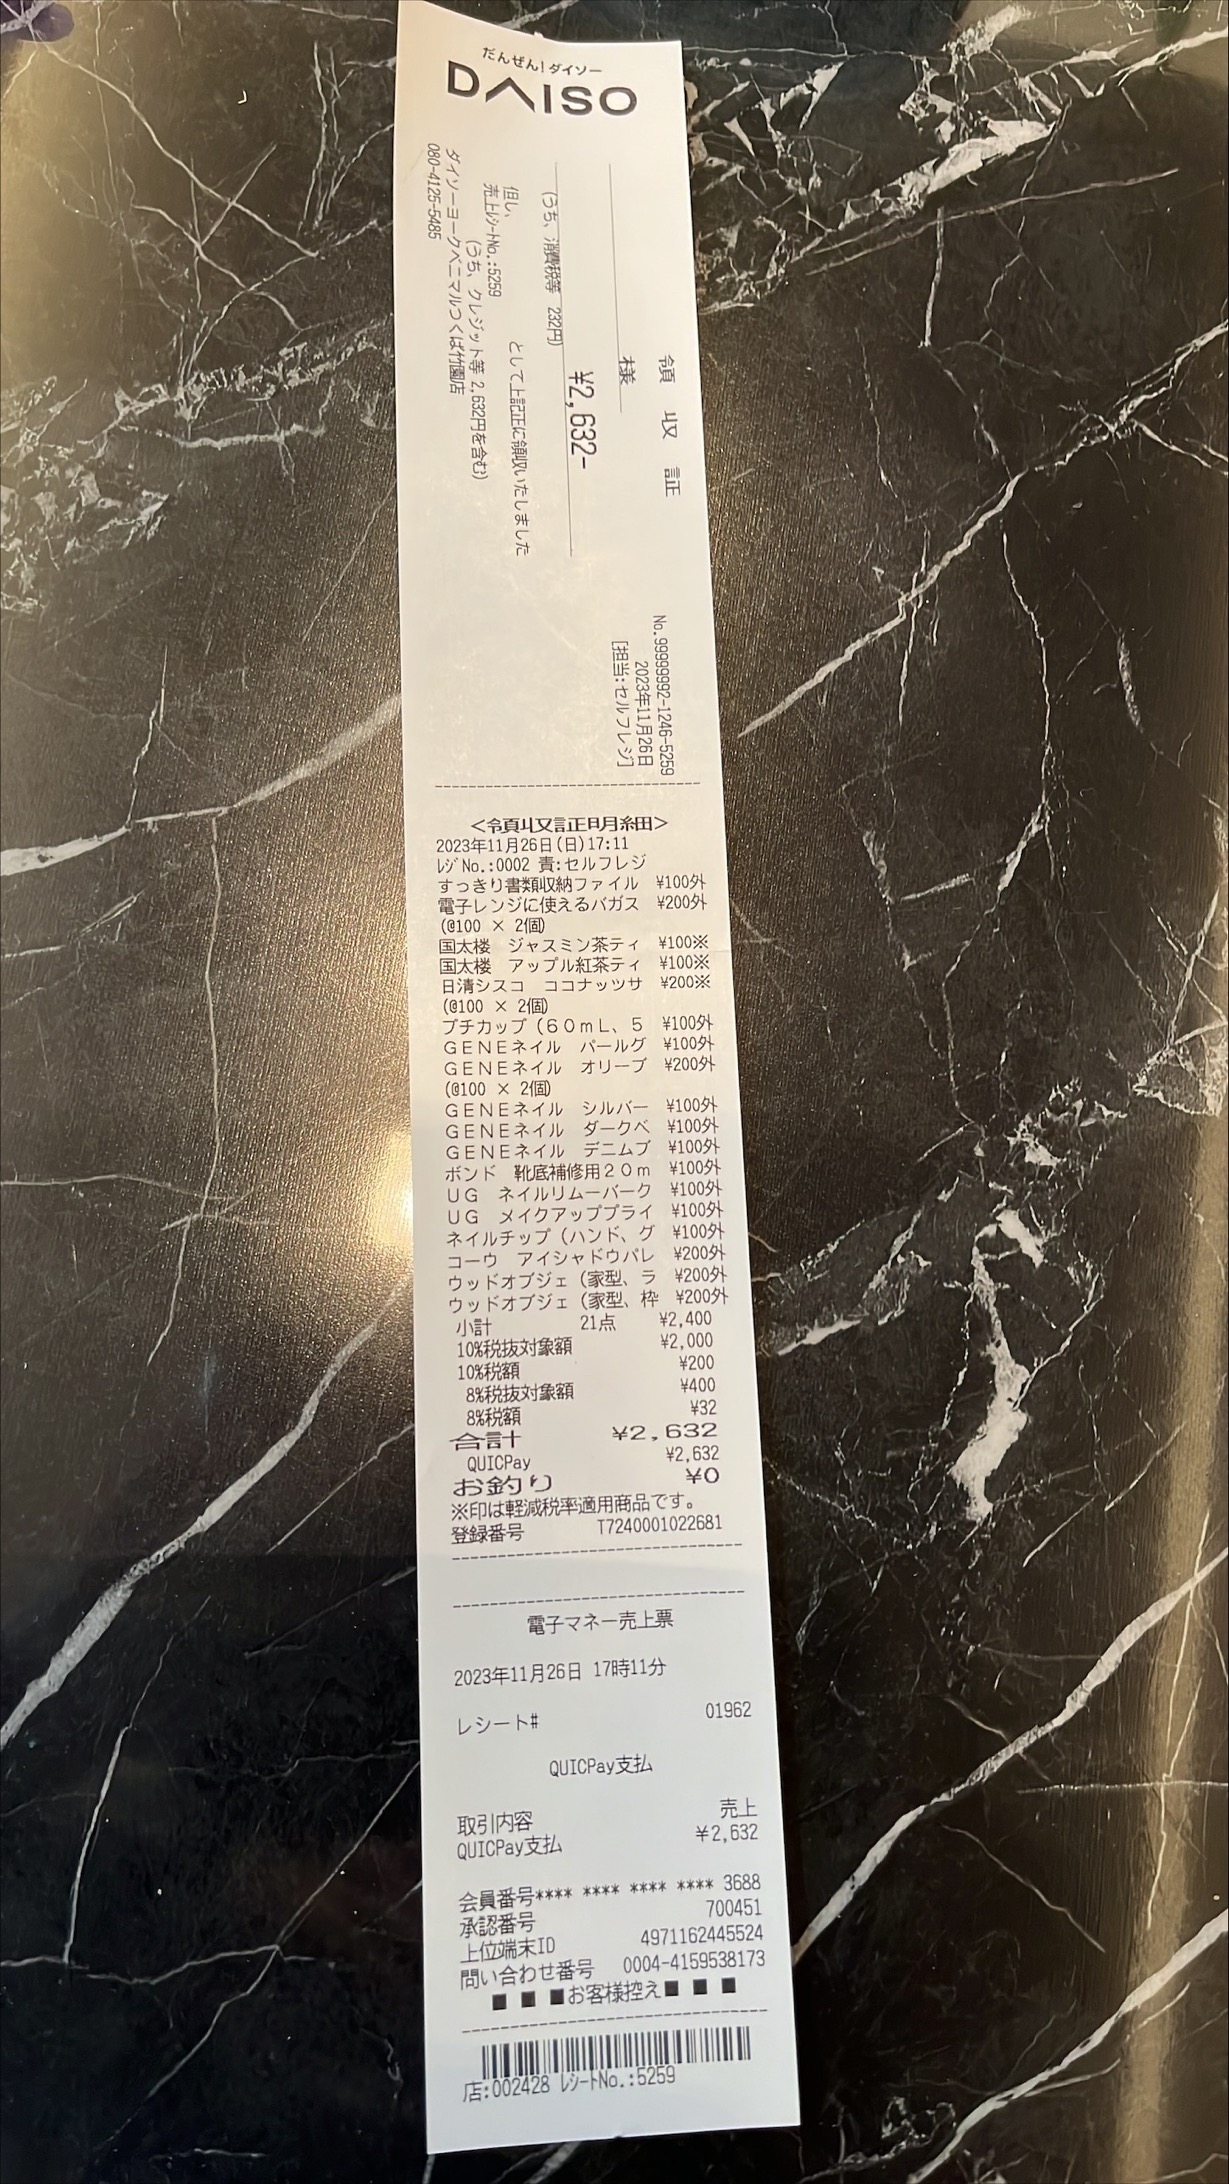 だんぜん!ダイソー
DAISO
領 収 証
No.99999992-1246-5259
2023年11月26日
[担当:セルフレジ]
様
¥2,632-
(うち、消費税等 232円)
但し、 として上記正に領収いたしました
売上ﾚｼｰﾄNo.:5259
(うち、クレジット等 2,632円を含む)
ダイソーヨークベニマルつくば竹園店
080-4125-5485
<領収証明細>
2023年11月26日(日)17:11
ﾚｼﾞNo.:0002 責:セルフレジ
すっきり書類収納ファイル ¥100外
電子レンジに使えるバガス ¥200外
(@100 × 2個)
国太楼 ジャスミン茶ティ ¥100※
国太楼 アップル紅茶ティ ¥100※
日清シスコ ココナッツサ ¥200※
(@100 × 2個)
プチカップ(60mL、5 ¥100外
GENEネイル パールグ ¥100外
GENEネイル オリーブ ¥200外
(@100 × 2個)
GENEネイル シルバー ¥100外
GENEネイル ダークベ ¥100外
GENEネイル デニムブ ¥100外
ボンド 靴底補修用20m ¥100外
UG ネイルリムーバーク ¥100外
UG メイクアッププライ ¥100外
ネイルチップ(ハンド、グ ¥100外
コーウ アイシャドウパレ ¥200外
ウッドオブジェ(家型、ラ ¥200外
ウッドオブジェ(家型、枠 ¥200外
小計 21点 ¥2,400
10%税抜対象額 ¥2,000
10%税額 ¥200
8%税抜対象額 ¥400
8%税額 ¥32
合計 ¥2,632
QUICPay ¥2,632
お釣り ¥0
※印は軽減税率適用商品です。
登録番号 T7240001022681
電子マネー売上票
2023年11月26日 17時11分
レシート# 01962
QUICPay支払
取引内容 売上
QUICPay支払 ¥2,632
会員番号**** **** **** **** 3688
承認番号 700451
上位端末ID 4971162445524
問い合わせ番号 0004-4159538173
■ ■ ■お客様控え■ ■ ■
店:002428 ﾚｼｰﾄNo.:5259